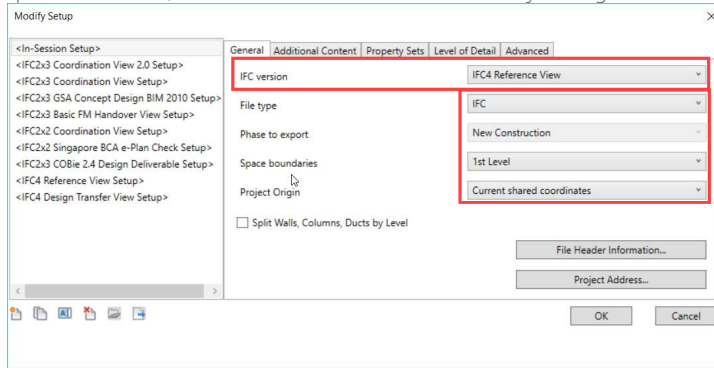 Modify Setup
<In-Session Setup>
<IFC2x3 Coordination View 2.0 Setup>
<IFC2x3 Coordination View Setup>
<IFC2x3 GSA Concept Design BIM 2010 Setup>
<IFC2x3 Basic FM Handover View Setup>
<IFC2x2 Coordination View Setup>
<IFC2x2 Singapore BCA e-Plan Check Setup>
<IFC2x3 COBie 2.4 Design Deliverable Setup>
<IFC4 Reference View Setup>
<IFC4 Design Transfer View Setup>
General Additional Content Property Sets Level of Detail Advanced
IFC version IFC4 Reference View
File type IFC
Phase to export New Construction
Space boundaries 1st Level
Project Origin Current shared coordinates
Split Walls, Columns, Ducts by Level
File Header Information...
Project Address...
OK Cancel